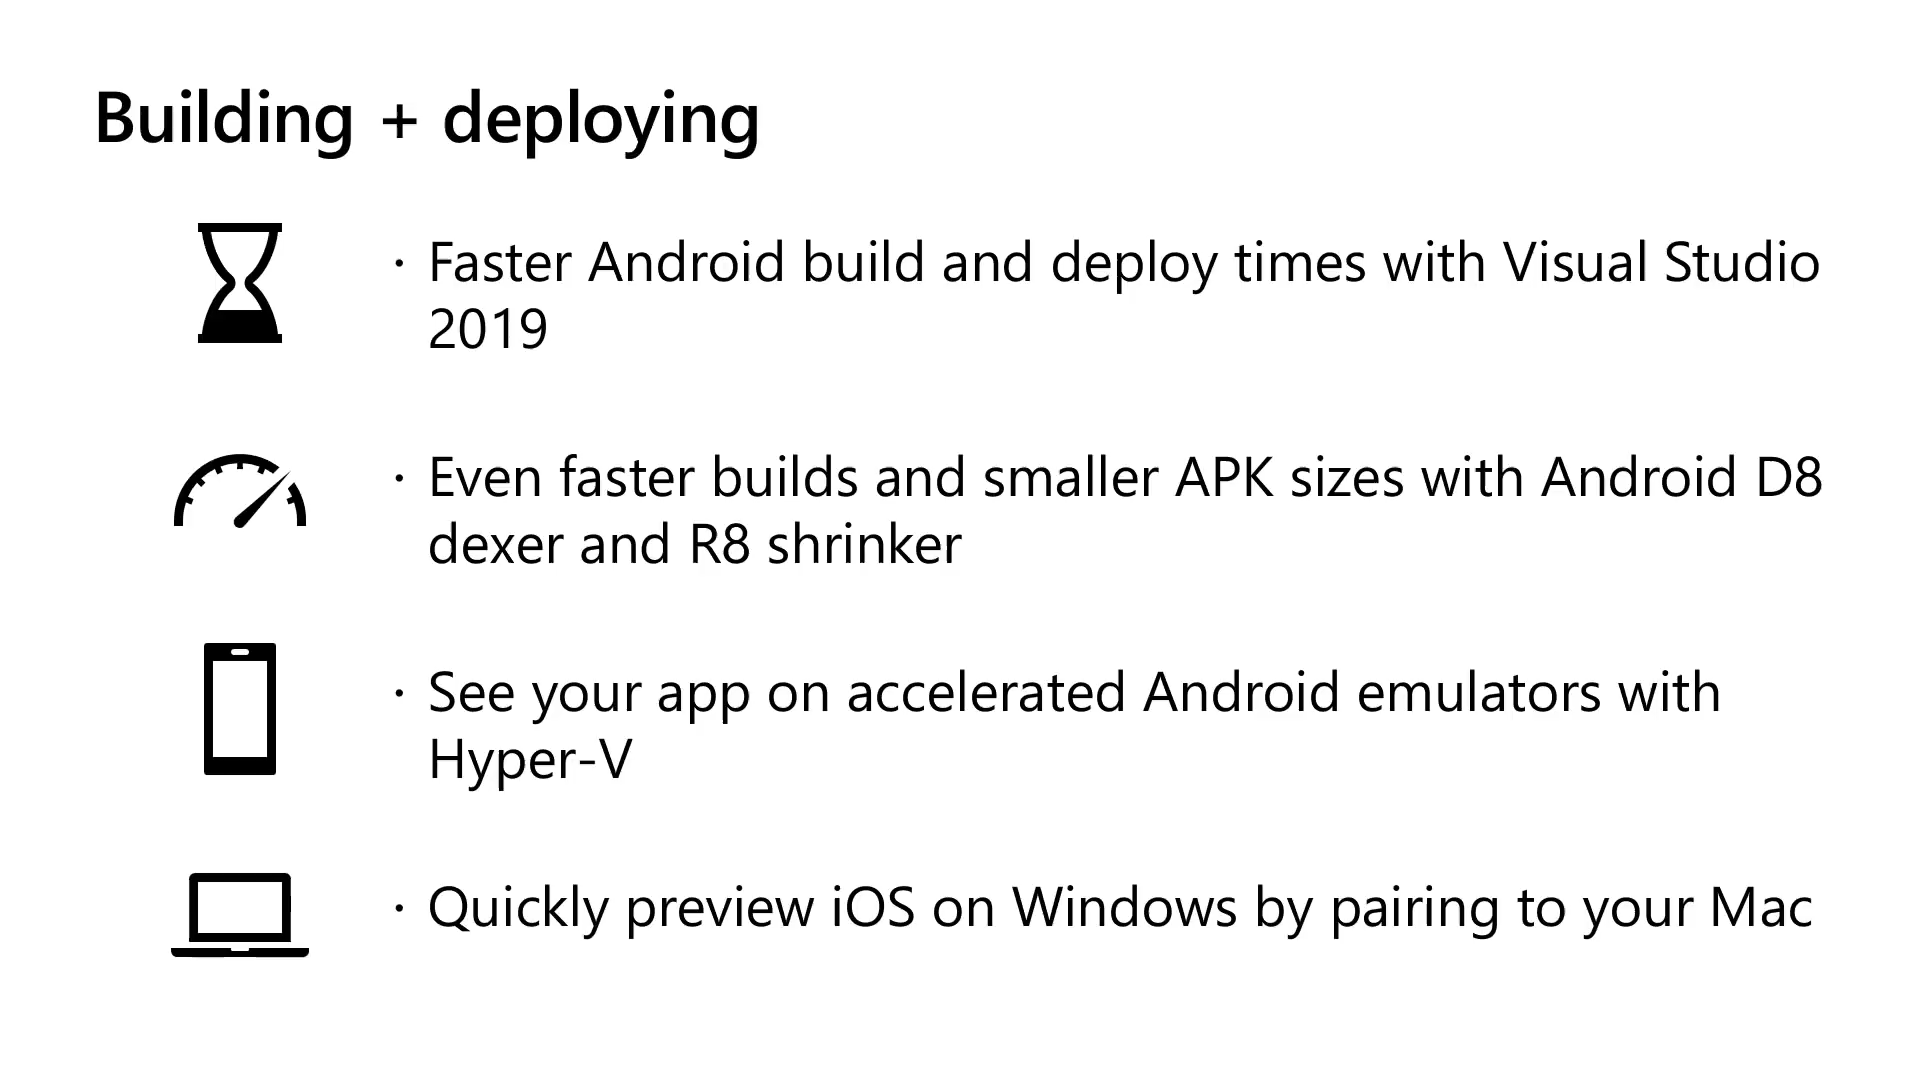 Building + deploying
· Faster Android build and deploy times with Visual Studio
2019
· Even faster builds and smaller APK sizes with Android D8
dexer and R8 shrinker
· See your app on accelerated Android emulators with
Hyper-V
· Quickly preview iOS on Windows by pairing to your Mac